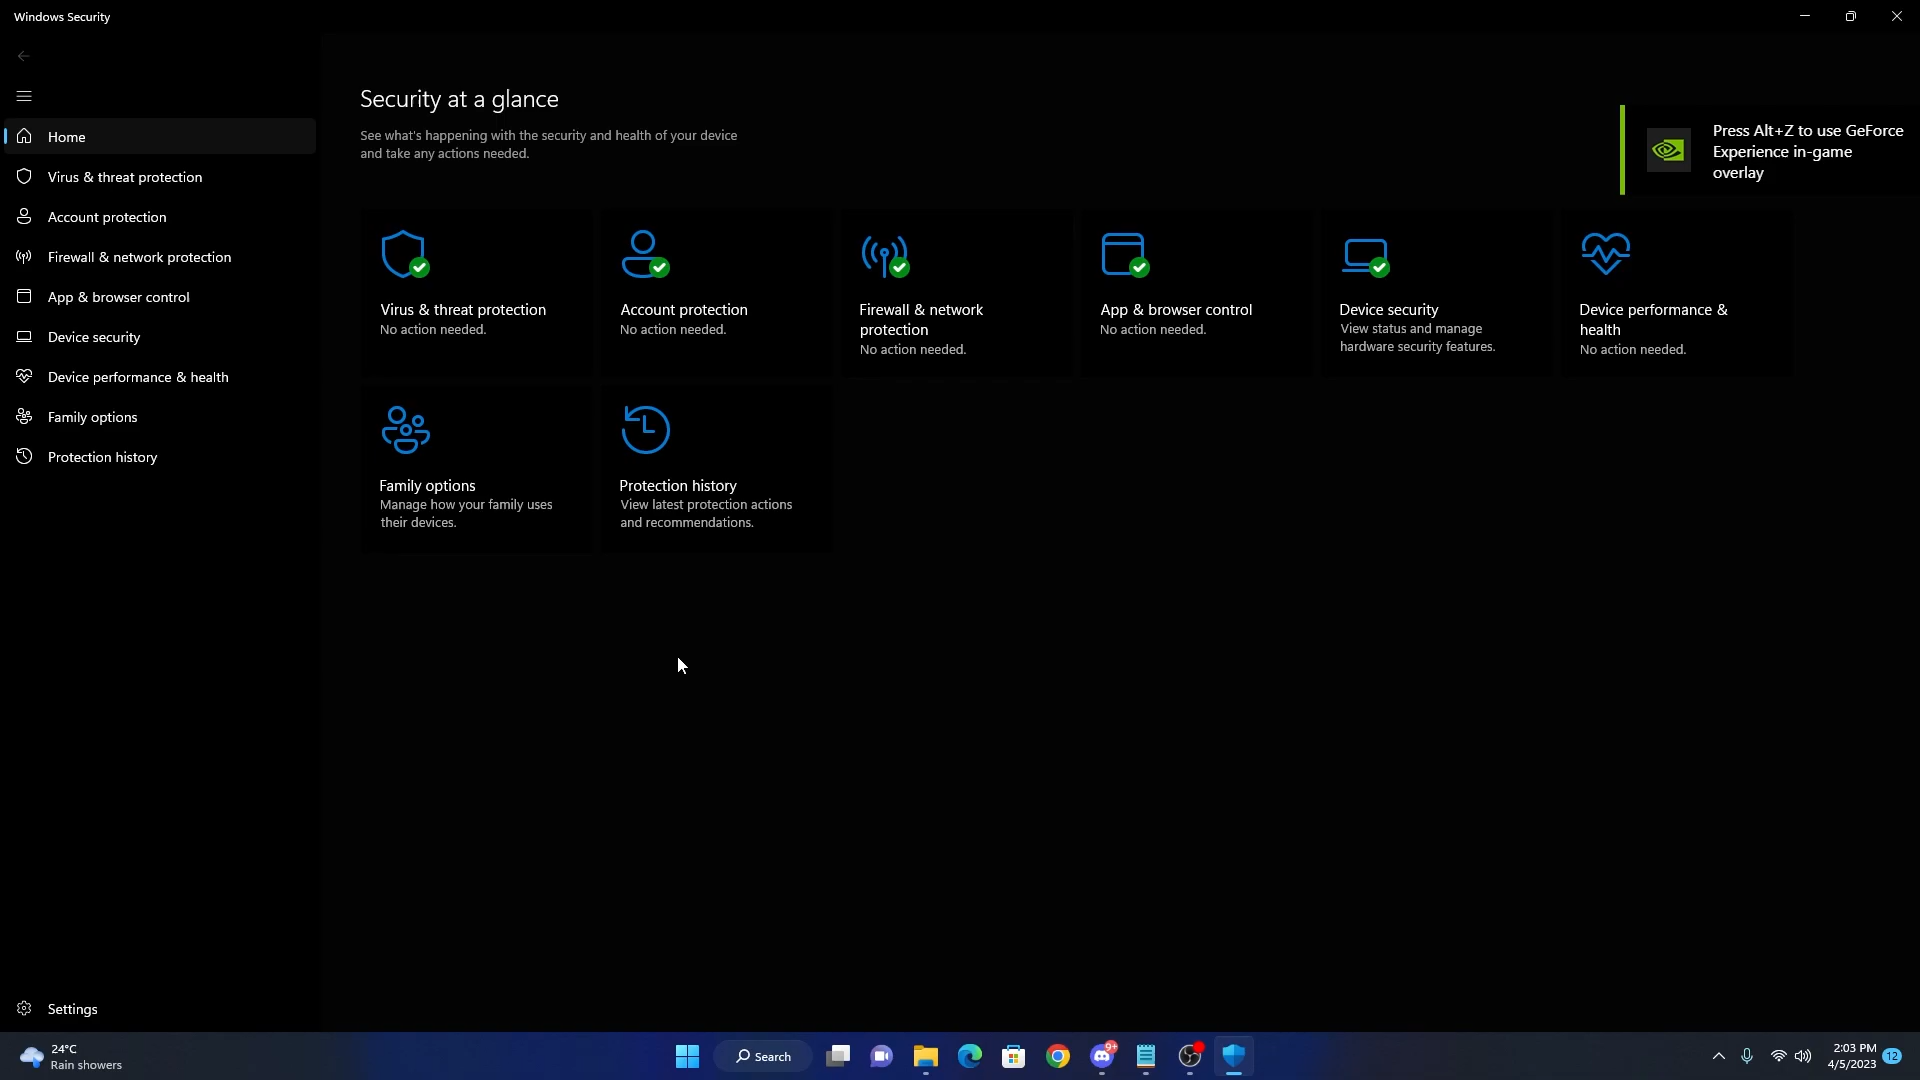 Windows Security
Home
Virus & threat protection
Account protection
Firewall & network protection
App & browser control
Device security
Device performance & health
Family options
Protection history
Settings
Security at a glance
See what's happening with the security and health of your device
and take any actions needed.
Press Alt+Z to use GeForce
Experience in-game
overlay
Virus & threat protection
No action needed.
Account protection
No action needed.
Firewall & network
protection
No action needed.
App & browser control
No action needed.
Device security
View status and manage
hardware security features.
Device performance &
health
No action needed.
Family options
Manage how your family uses
their devices.
Protection history
View latest protection actions
and recommendations.
24°C
Rain showers
Search
9+
2:03 PM
4/5/2023
12